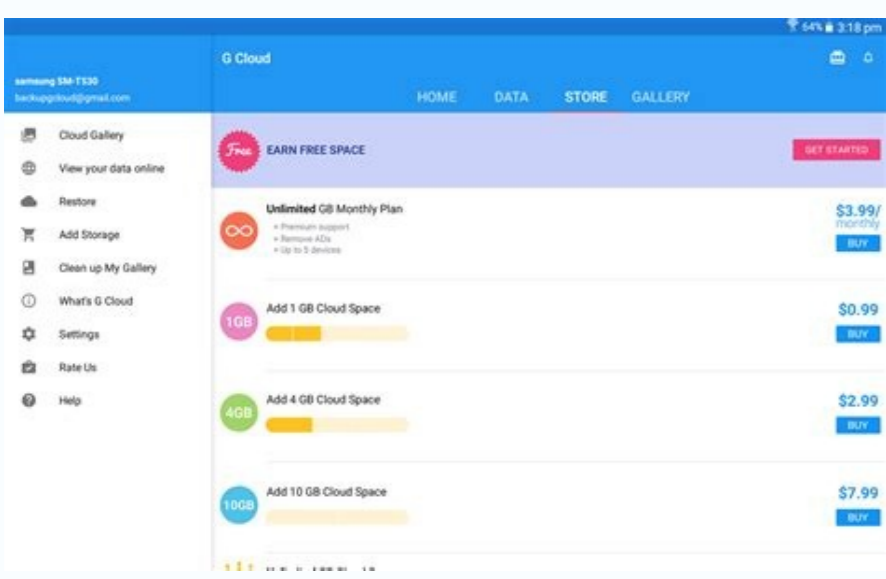 64% 3:18 pm
samsung SM-T530
backupgcloud@gmail.com
G Cloud
HOME DATA STORE GALLERY
Cloud Gallery
View your data online
Restore
Add Storage
Clean up My Gallery
What's G Cloud
Settings
Rate Us
Help
Free EARN FREE SPACE GET STARTED
Unlimited GB Monthly Plan
+ Premium support
+ Remove ADs
+ Up to 5 devices
$3.99/
monthly
BUY
1GB
Add 1 GB Cloud Space
$0.99
BUY
4GB
Add 4 GB Cloud Space
$2.99
BUY
10GB
Add 10 GB Cloud Space
$7.99
BUY